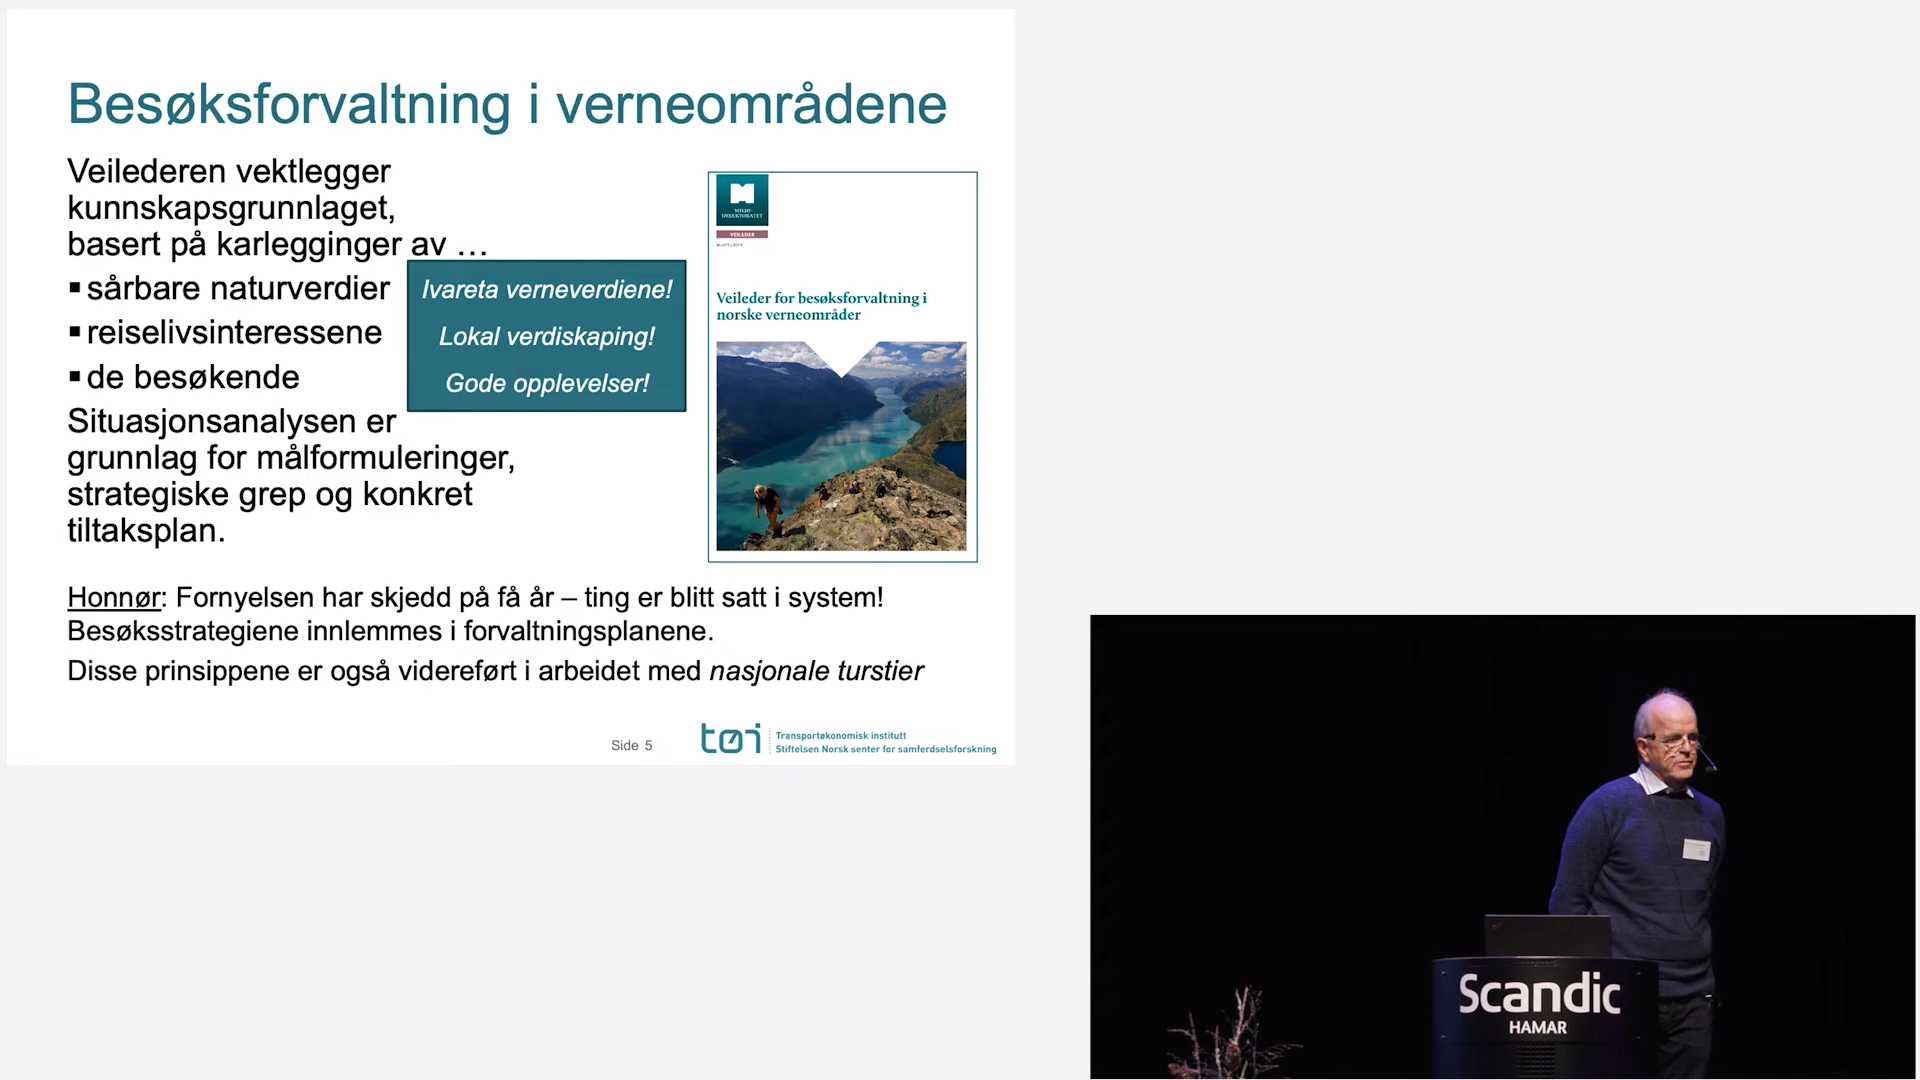 Besøksforvaltning i verneområdene
Veilederen vektlegger
kunnskapsgrunnlaget,
basert på karlegginger av …
▪ sårbare naturverdier
▪ reiselivsinteressene
▪ de besøkende
Situasjonsanalysen er
grunnlag for målformuleringer,
strategiske grep og konkret
tiltaksplan.
Ivareta verneverdiene!
Lokal verdiskaping!
Gode opplevelser!
MILJØ-
DIREKTORATET
VEILEDER
Veileder for besøksforvaltning i
norske verneområder
Honnør: Fornyelsen har skjedd på få år – ting er blitt satt i system!
Besøksstrategiene innlemmes i forvaltningsplanene.
Disse prinsippene er også videreført i arbeidet med nasjonale turstier
Side 5
tøi
Transportøkonomisk institutt
Stiftelsen Norsk senter for samferdselsforskning
Scandic
HAMAR